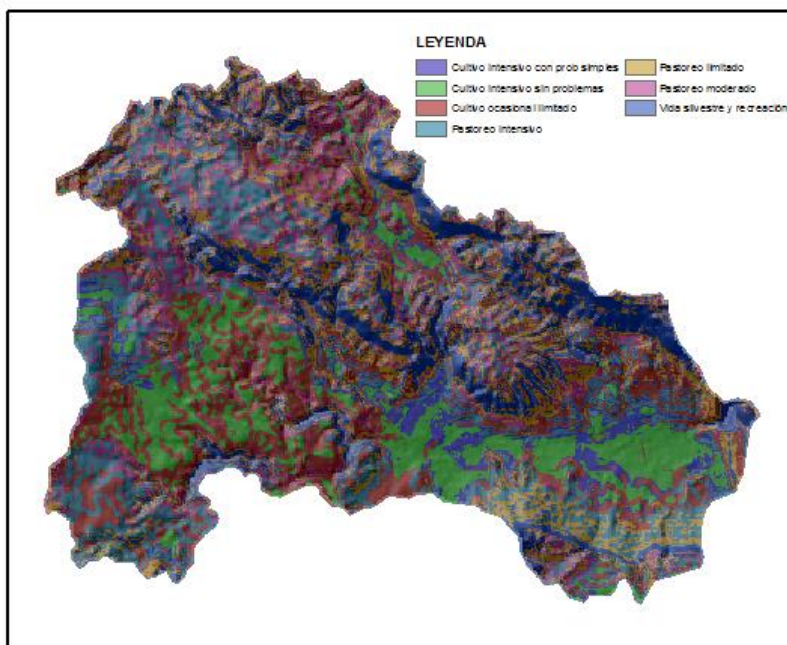 LEYENDA
Cultivo intensivo con prob simples
Cultivo intensivo sin problemas
Cultivo ocasional limitado
Pastoreo intensivo
Pastoreo limitado
Pastoreo moderado
Vida silvestre y recreación